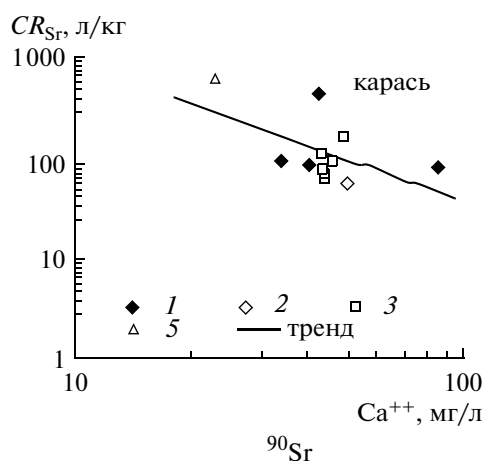 CR_Sr, л/кг
1000
карась
100
10
1 2 3
5 тренд
1
10 100
Ca⁺⁺, мг/л
⁹⁰Sr